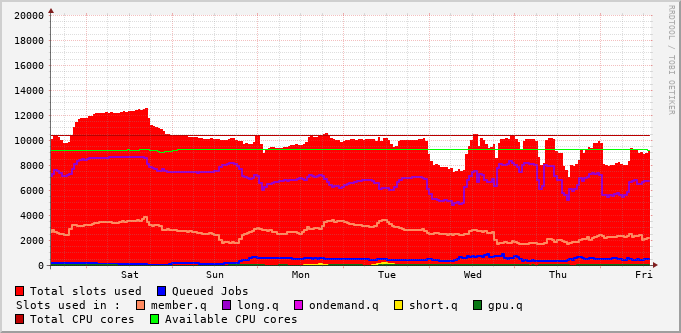 20000
18000
16000
14000
12000
10000
8000
6000
4000
2000
0
Sat Sun Mon Tue Wed Thu Fri
RRDTOOL / TOBI OETIKER
Total slots used Queued Jobs
Slots used in : member.q long.q ondemand.q short.q gpu.q
Total CPU cores Available CPU cores